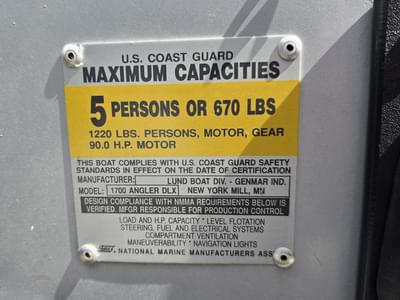 U.S. COAST GUARD
MAXIMUM CAPACITIES
5 PERSONS OR 670 LBS
1220 LBS. PERSONS, MOTOR, GEAR
90.0 H.P. MOTOR
THIS BOAT COMPLIES WITH U.S. COAST GUARD SAFETY
STANDARDS IN EFFECT ON THE DATE OF CERTIFICATION
MANUFACTURER: LUND BOAT DIV. - GENMAR IND.
MODEL: 1700 ANGLER DLX NEW YORK MILL, MN
DESIGN COMPLIANCE WITH NMMA REQUIREMENTS BELOW IS
VERIFIED. MFGR RESPONSIBLE FOR PRODUCTION CONTROL
LOAD AND H.P. CAPACITY * LEVEL FLOTATION
STEERING, FUEL AND ELECTRICAL SYSTEMS
COMPARTMENT VENTILATION
MANEUVERABILITY * NAVIGATION LIGHTS
NATIONAL MARINE MANUFACTURERS ASS